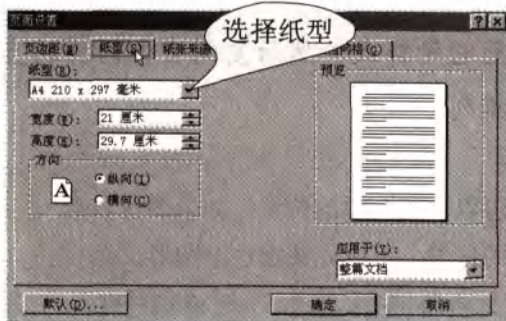 页面设置
选择纸型
页边距(M) 纸型(S) 纸张来源 网格(G)
纸型(R):
A4 210 x 297 毫米
宽度(W): 21 厘米
高度(E): 29.7 厘米
方向
A
纵向(I)
横向(C)
预览
应用于(Y):
整篇文档
默认(D)... 确定 取消